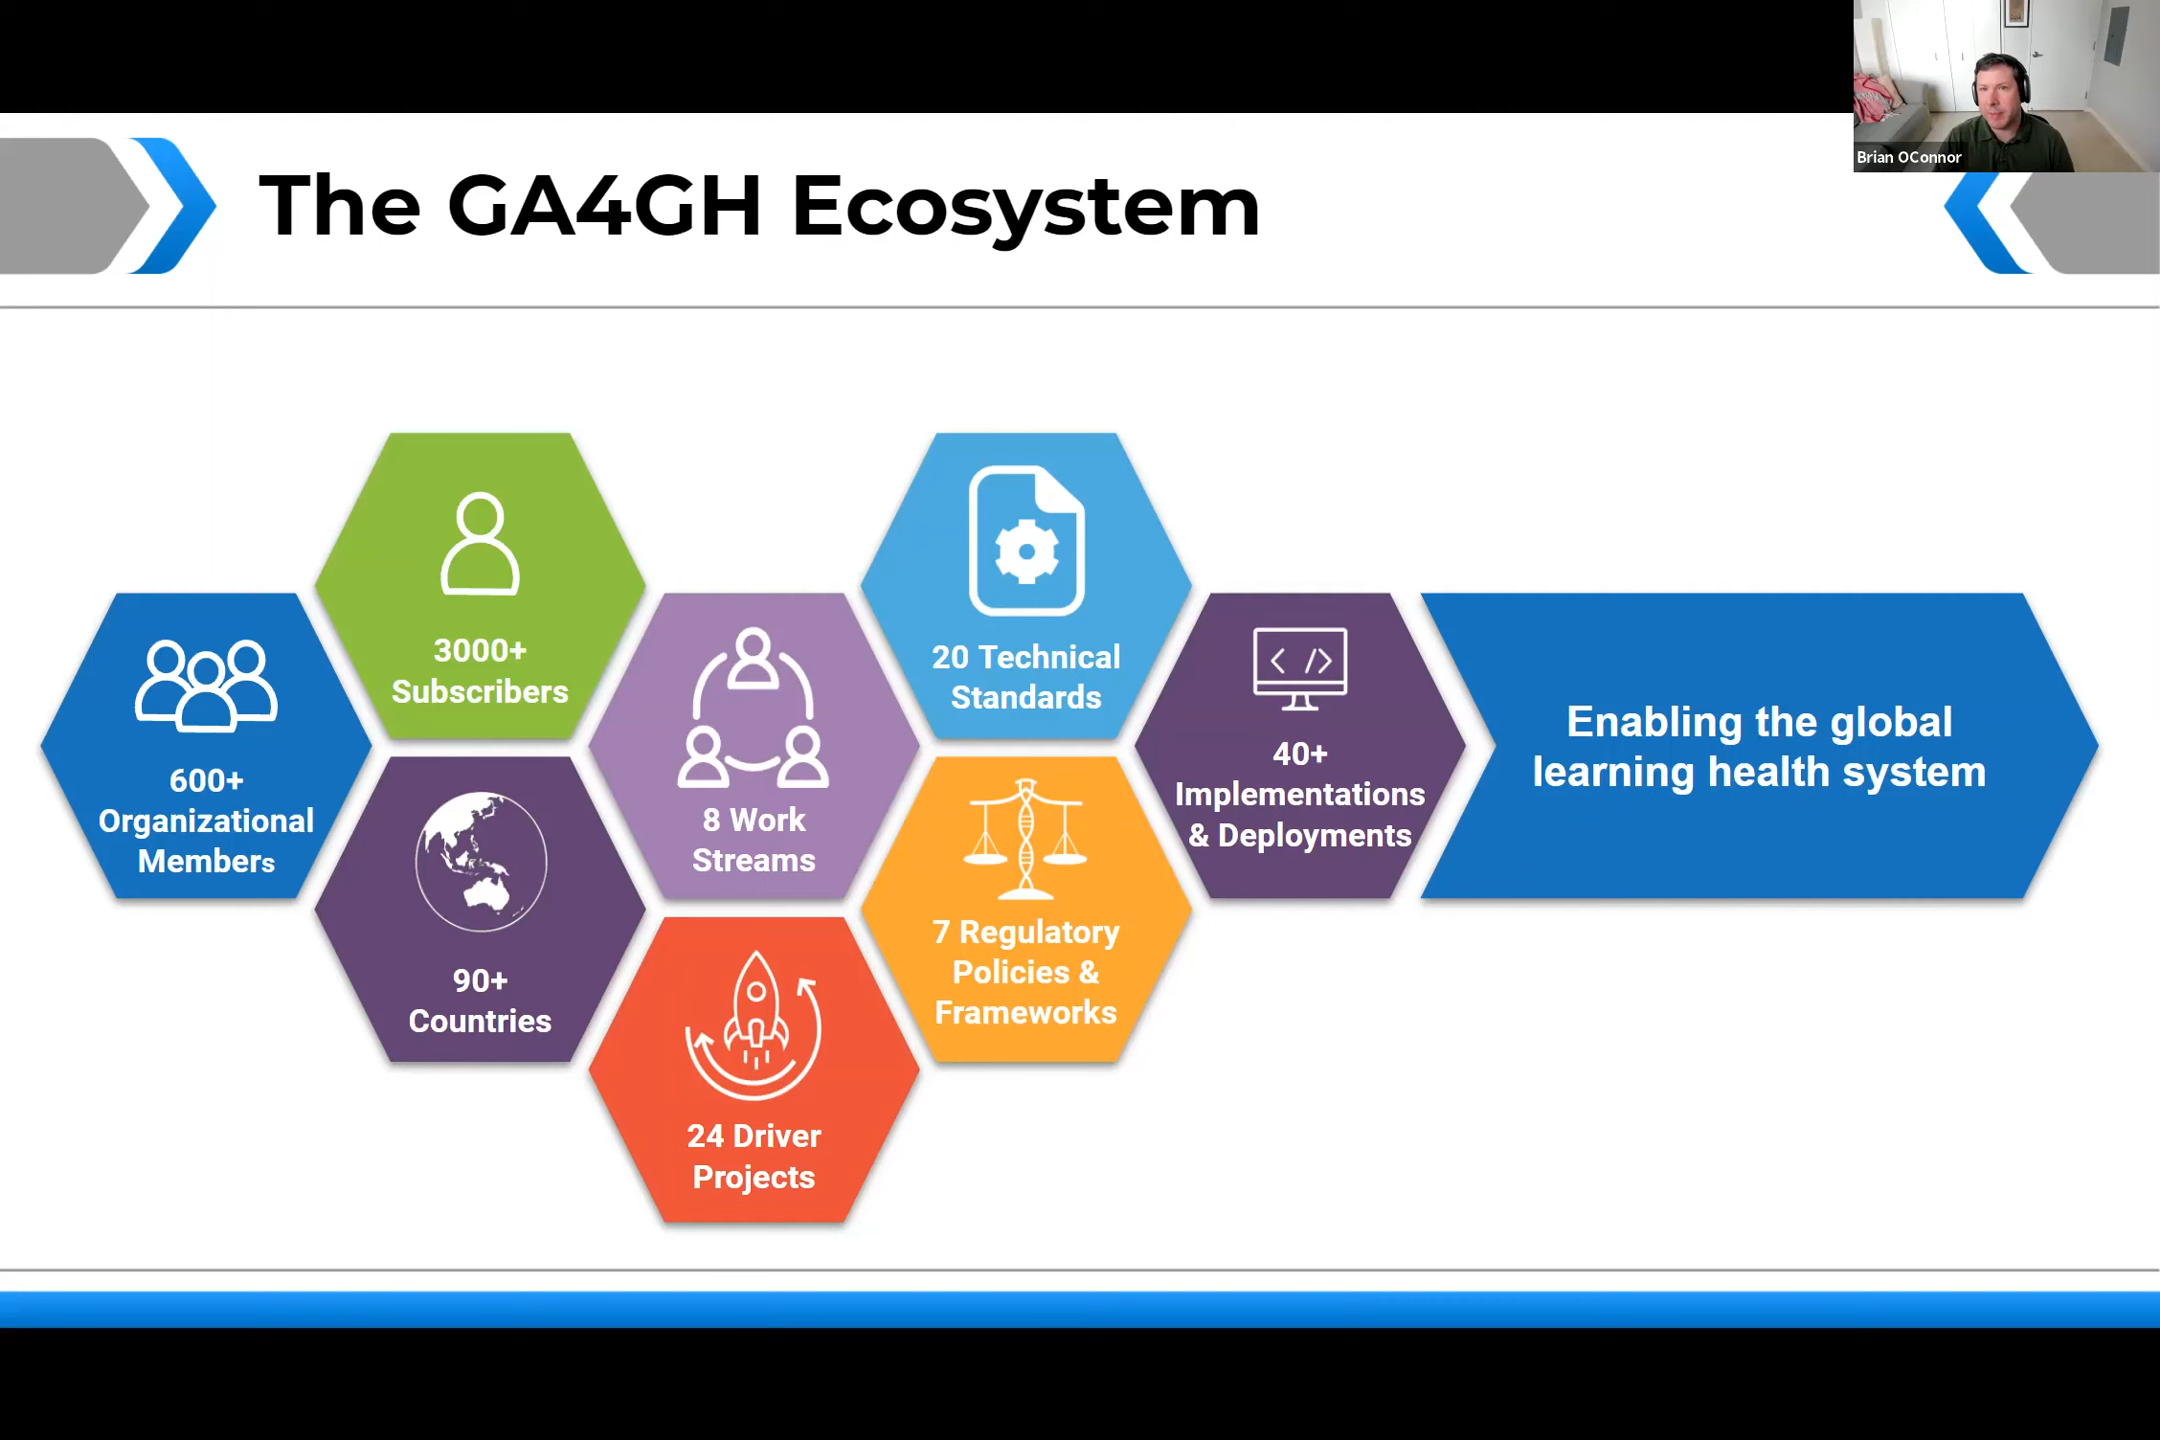 Brian OConnor
The GA4GH Ecosystem
600+
Organizational
Members
3000+
Subscribers
90+
Countries
8 Work
Streams
24 Driver
Projects
20 Technical
Standards
7 Regulatory
Policies &
Frameworks
40+
Implementations
& Deployments
Enabling the global
learning health system